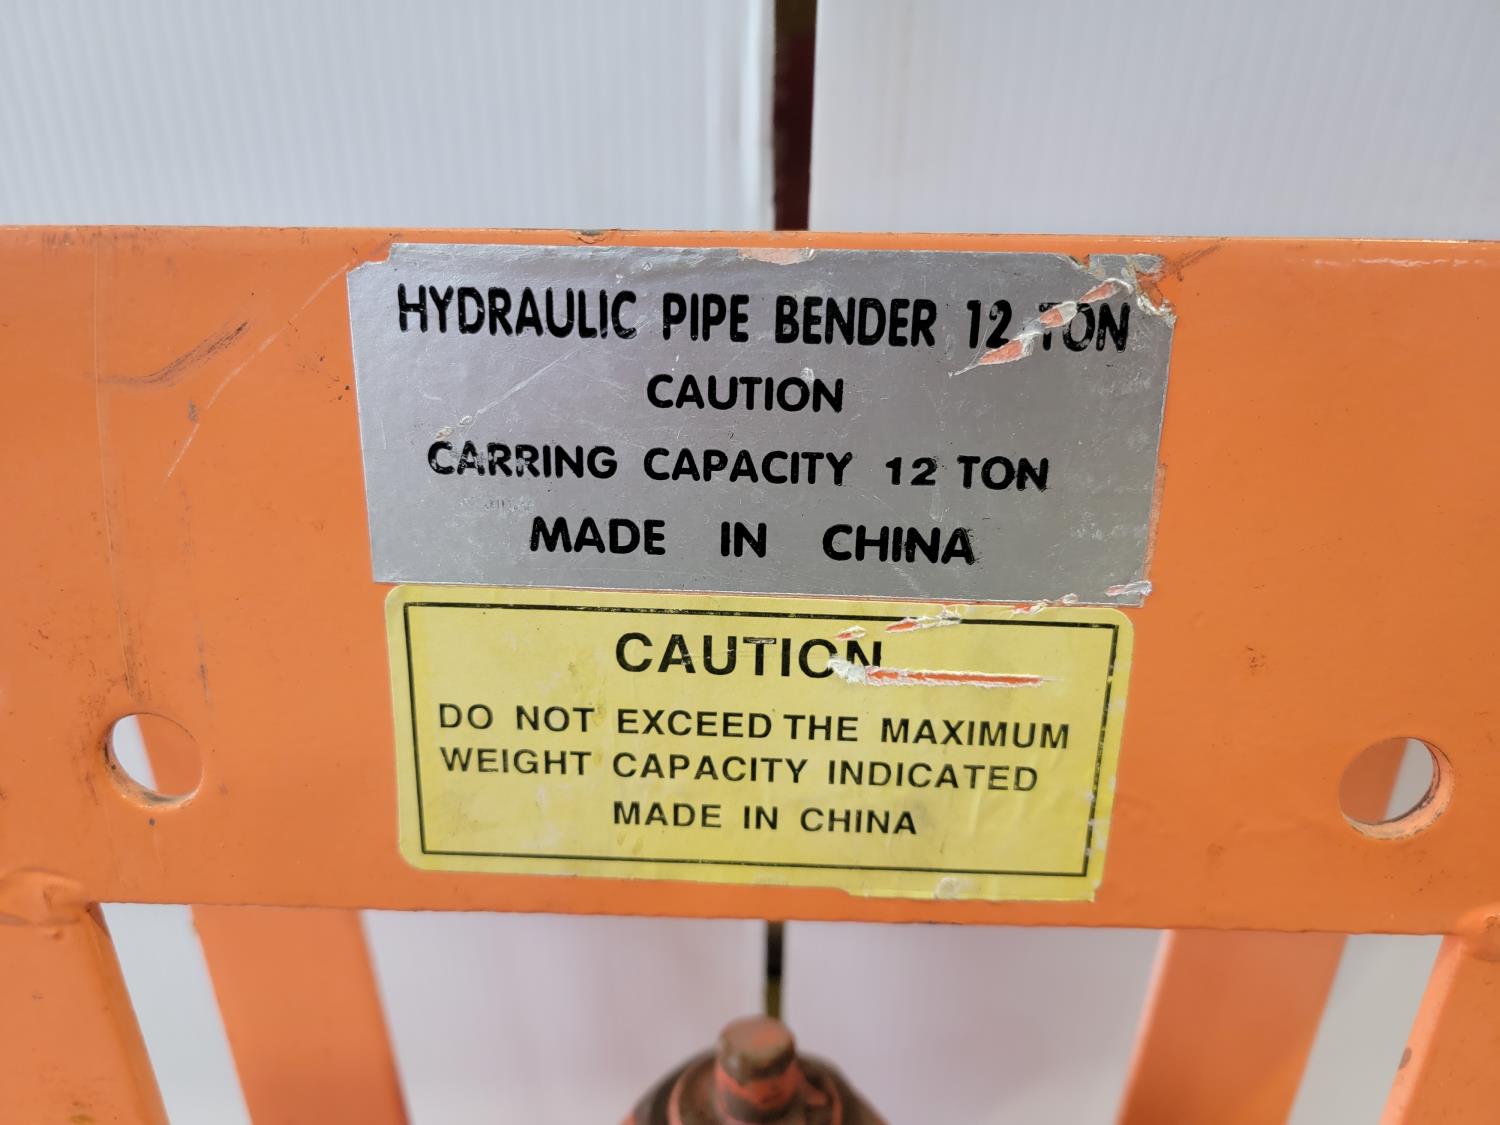 HYDRAULIC PIPE BENDER 12 TON
CAUTION
CARRING CAPACITY 12 TON
MADE IN CHINA
CAUTION
DO NOT EXCEED THE MAXIMUM
WEIGHT CAPACITY INDICATED
MADE IN CHINA